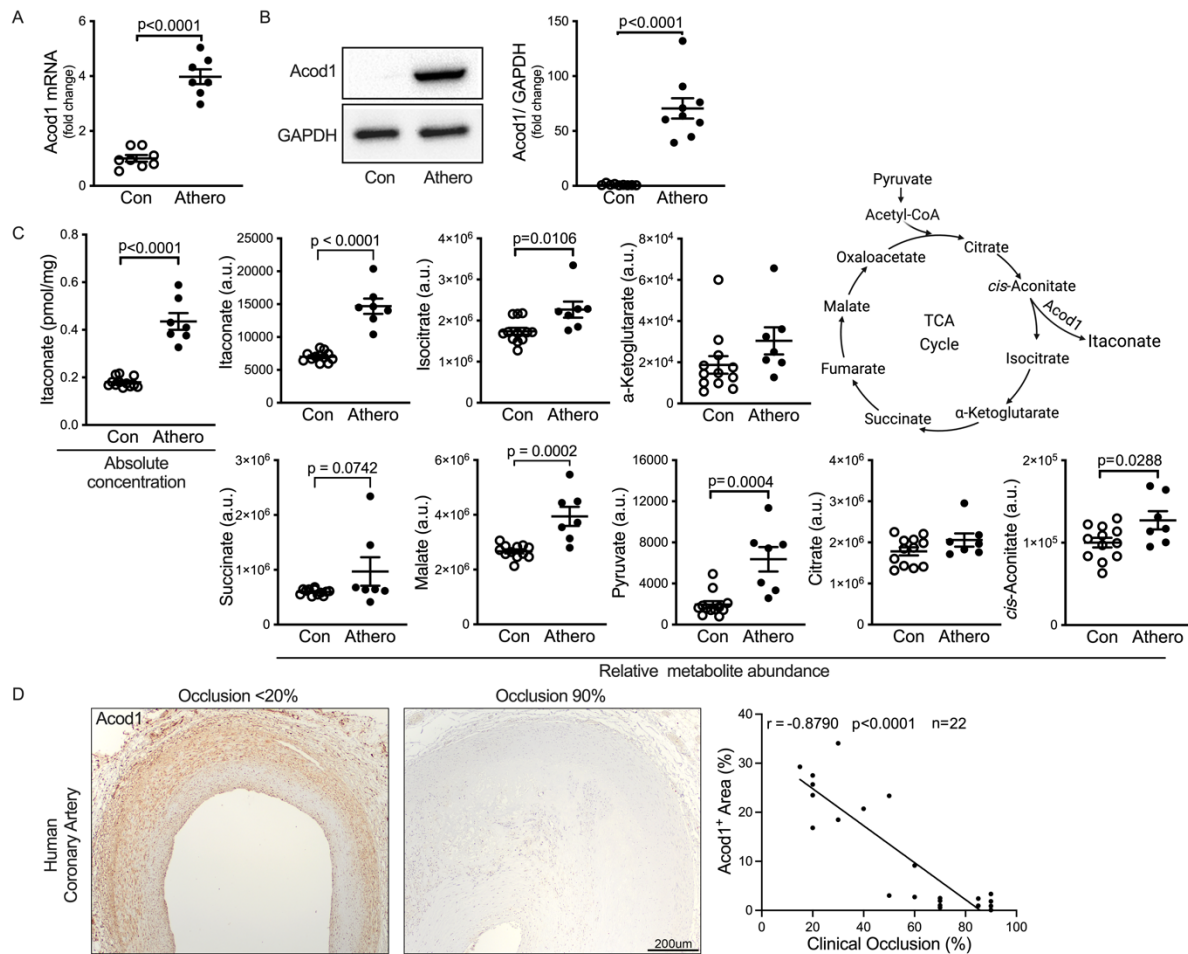 A
Acod1 mRNA
(fold change)
6
4
2
0
p<0.0001
Con
Athero
B
Acod1
GAPDH
Con
Athero
Acod1/ GAPDH
(fold change)
150
100
50
0
p<0.0001
Con
Athero
C
Itaconate (pmol/mg)
0.8
0.6
0.4
0.2
0.0
p<0.0001
Con
Athero
Absolute
concentration
Itaconate (a.u.)
25000
20000
15000
10000
5000
0
p < 0.0001
Con
Athero
Isocitrate (a.u.)
4×10⁶
3×10⁶
2×10⁶
1×10⁶
0
p=0.0106
Con
Athero
a-Ketoglutarate (a.u.)
8×10⁴
6×10⁴
4×10⁴
2×10⁴
0
Con
Athero
Pyruvate
Acetyl-CoA
Citrate
Oxaloacetate
cis-Aconitate
Acod1
Malate
TCA
Cycle
Itaconate
Isocitrate
Fumarate
α-Ketoglutarate
Succinate
Succinate (a.u.)
3×10⁶
2×10⁶
1×10⁶
0
p = 0.0742
Con
Athero
Malate (a.u.)
6×10⁶
4×10⁶
2×10⁶
0
p = 0.0002
Con
Athero
Pyruvate (a.u.)
16000
12000
8000
4000
0
p=0.0004
Con
Athero
Citrate (a.u.)
4×10⁶
3×10⁶
2×10⁶
1×10⁶
0
Con
Athero
cis-Aconitate (a.u.)
2×10⁵
1×10⁵
0
p=0.0288
Con
Athero
Relative metabolite abundance
D
Occlusion <20%
Occlusion 90%
Acod1
Human
Coronary Artery
200um
r = -0.8790 p<0.0001 n=22
Acod1⁺ Area (%)
40
30
20
10
0
0 20 40 60 80 100
Clinical Occlusion (%)